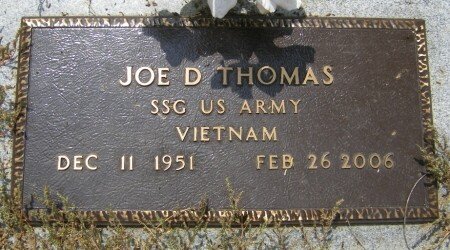 JOE D THOMAS
SSG US ARMY
VIETNAM
DEC 11 1951 FEB 26 2006